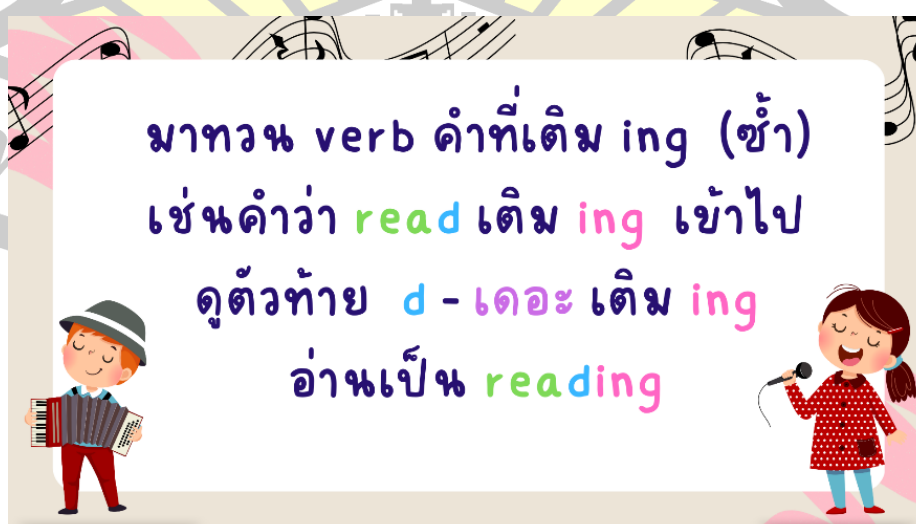 มาทวน verb คำที่เติม ing (ซ้ำ)
เช่นคำว่า read เติม ing เข้าไป
ดูตัวท้าย d - เดอะ เติม ing
อ่านเป็น reading